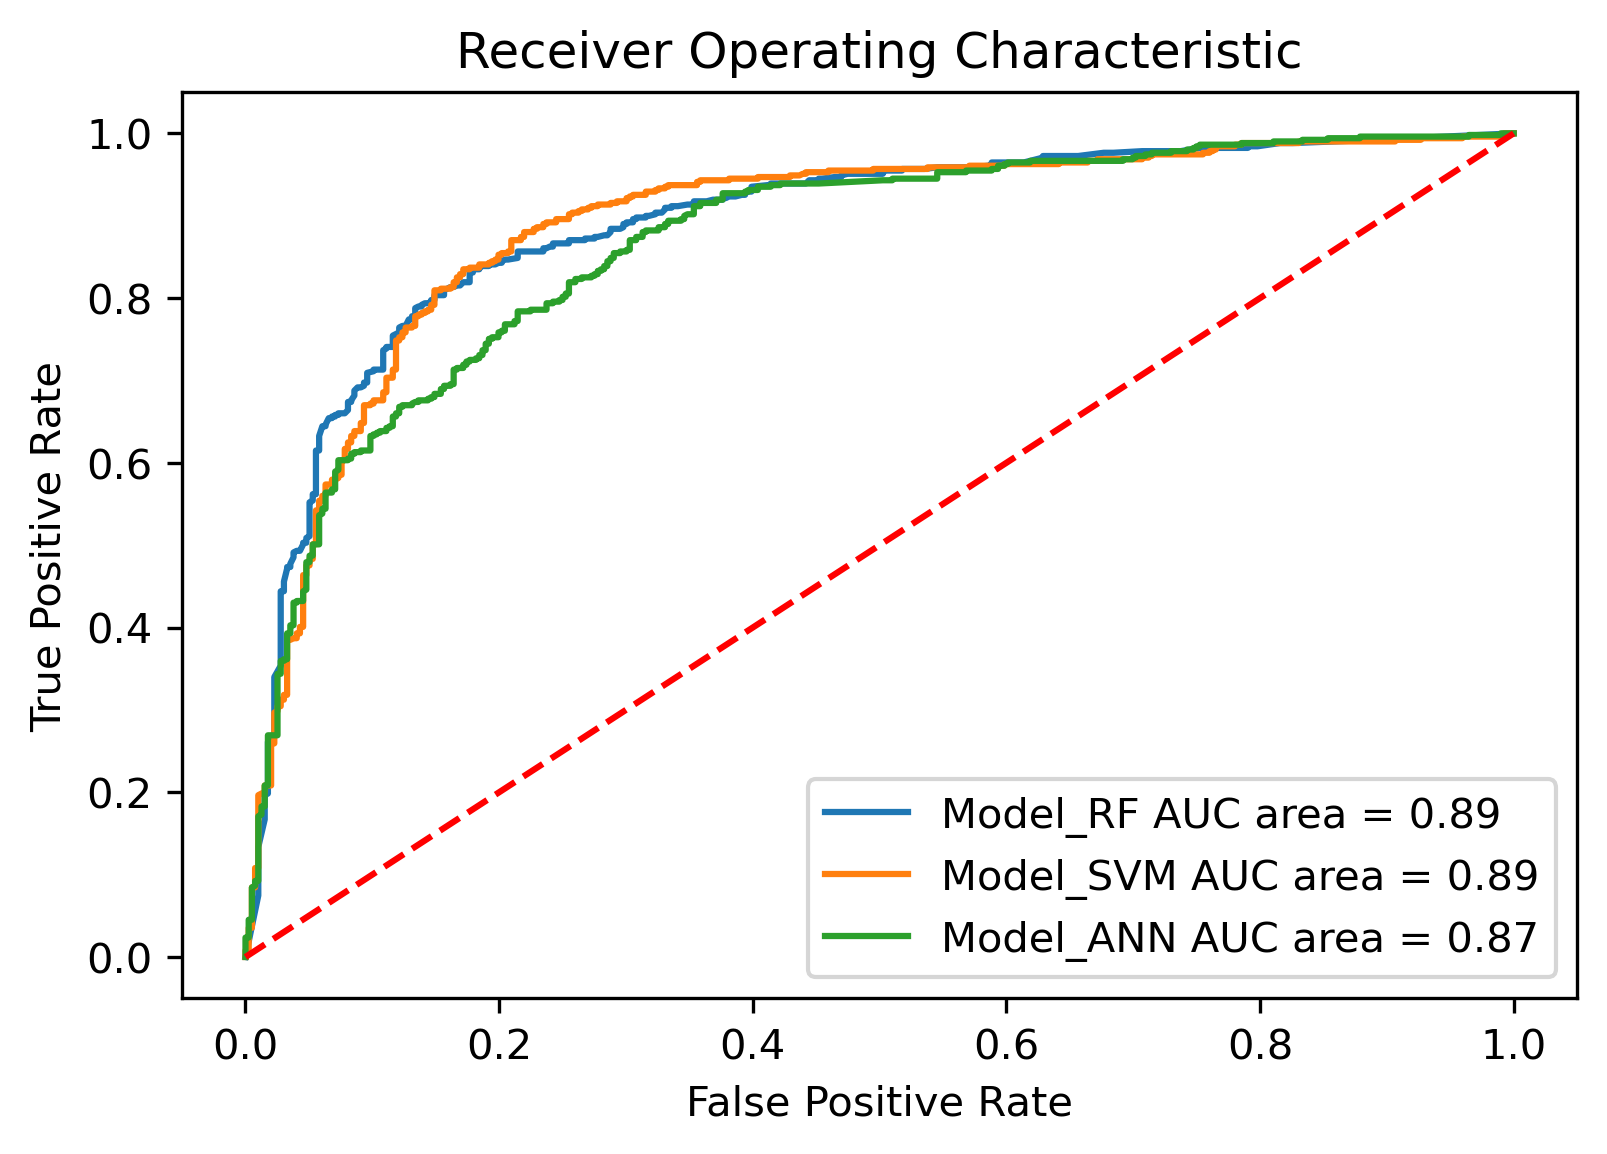 Receiver Operating Characteristic
1.0
0.8
0.6
0.4
0.2
0.0
True Positive Rate
Model_RF AUC area = 0.89
Model_SVM AUC area = 0.89
Model_ANN AUC area = 0.87
0.0 0.2 0.4 0.6 0.8 1.0
False Positive Rate